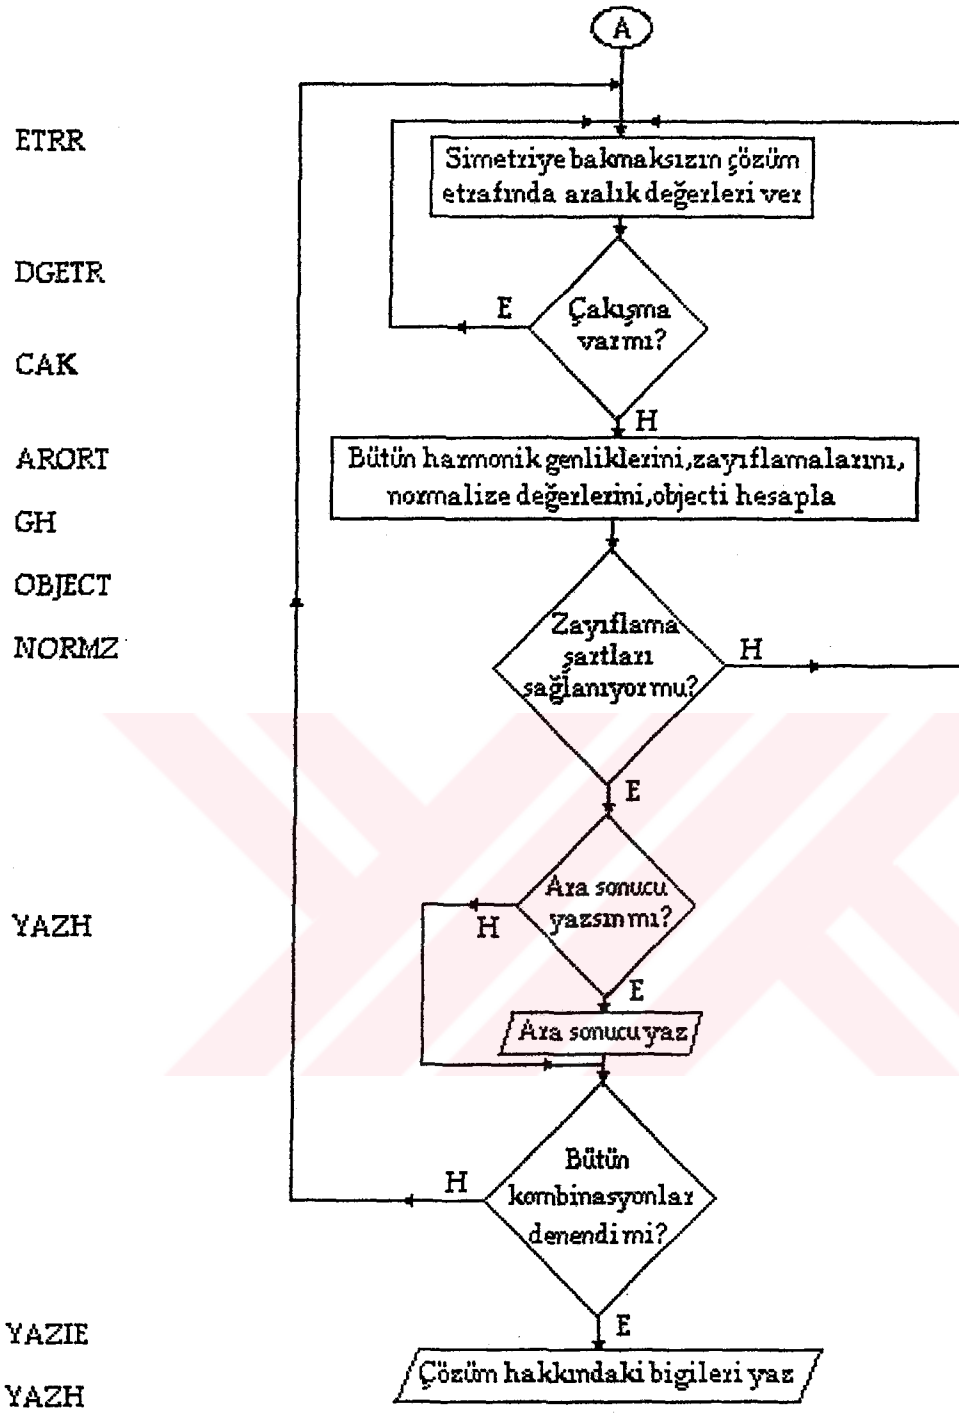 A
ETRR
Simetriye bakmaksızın çözüm
etrafında aralık değerleri ver
DGETR
E
Çakışma
var mı?
CAK
H
ARORT
Bütün harmonik genliklerini,zayıflamalarını,
normalize değerlerini,objecti hesapla
GH
OBJECT
NORMZ
Zayıflama
şartları
sağlanıyor mu?
H
E
Ara sonucu
yazsın mı?
YAZH
H
E
Ara sonucu yaz
Bütün
kombinasyonlar
denendi mi?
H
E
YAZIE
Çözüm hakkındaki bigileri yaz
YAZH